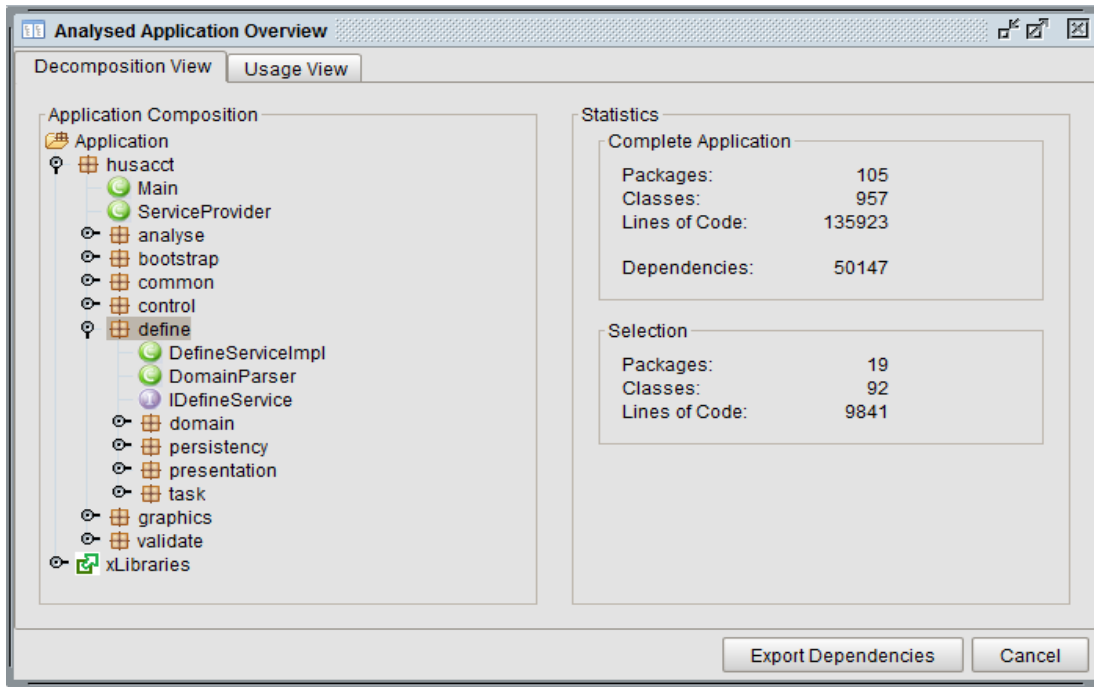 Analysed Application Overview
Decomposition View
Usage View
Application Composition
Application
husacct
C Main
C ServiceProvider
analyse
bootstrap
common
control
define
C DefineServiceImpl
C DomainParser
I IDefineService
domain
persistency
presentation
task
graphics
validate
xLibraries
Statistics
Complete Application
Packages: 105
Classes: 957
Lines of Code: 135923
Dependencies: 50147
Selection
Packages: 19
Classes: 92
Lines of Code: 9841
Export Dependencies
Cancel